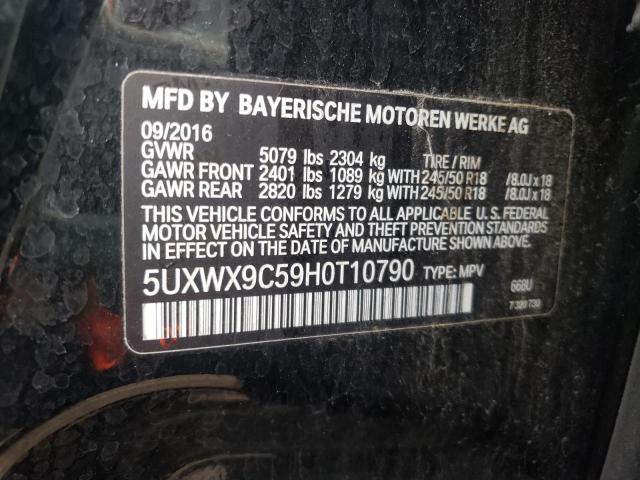 MFD BY BAYERISCHE MOTOREN WERKE AG
09/2016
GVWR 5079 lbs 2304 kg TIRE / RIM
GAWR FRONT 2401 lbs 1089 kg WITH 245/50 R18 /8.0J x 18
GAWR REAR 2820 lbs 1279 kg WITH 245/50 R18 /8.0J x 18
THIS VEHICLE CONFORMS TO ALL APPLICABLE U.S. FEDERAL
MOTOR VEHICLE SAFETY AND THEFT PREVENTION STANDARDS
IN EFFECT ON THE DATE OF MANUFACTURE SHOWN ABOVE.
5UXWX9C59H0T10790 TYPE: MPV
668U